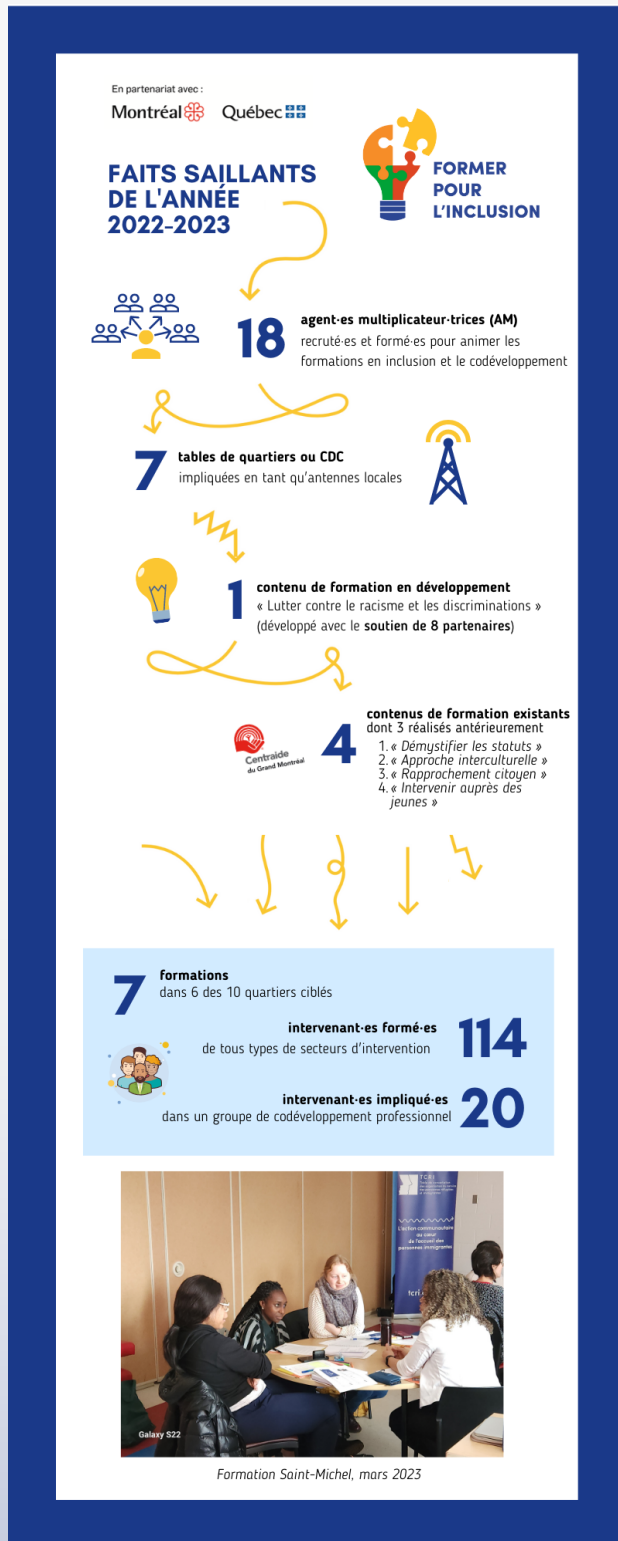 En partenariat avec :
Montréal
Québec
FAITS SAILLANTS
DE L'ANNÉE
2022-2023
FORMER
POUR
L'INCLUSION
18
agent·es multiplicateur·trices (AM)
recruté·es et formé·es pour animer les
formations en inclusion et le codéveloppement
7
tables de quartiers ou CDC
impliquées en tant qu'antennes locales
1
contenu de formation en développement
« Lutter contre le racisme et les discriminations »
(développé avec le soutien de 8 partenaires)
Centraide
du Grand Montréal
4
contenus de formation existants
dont 3 réalisés antérieurement
1. « Démystifier les statuts »
2. « Approche interculturelle »
3. « Rapprochement citoyen »
4. « Intervenir auprès des
jeunes »
7
formations
dans 6 des 10 quartiers ciblés
intervenant·es formé·es
de tous types de secteurs d'intervention
114
intervenant·es impliqué·es
dans un groupe de codéveloppement professionnel
20
TCRI
L'action communautaire
au cœur
de l'accueil des
personnes immigrantes
tcri.
Galaxy S22
Formation Saint-Michel, mars 2023